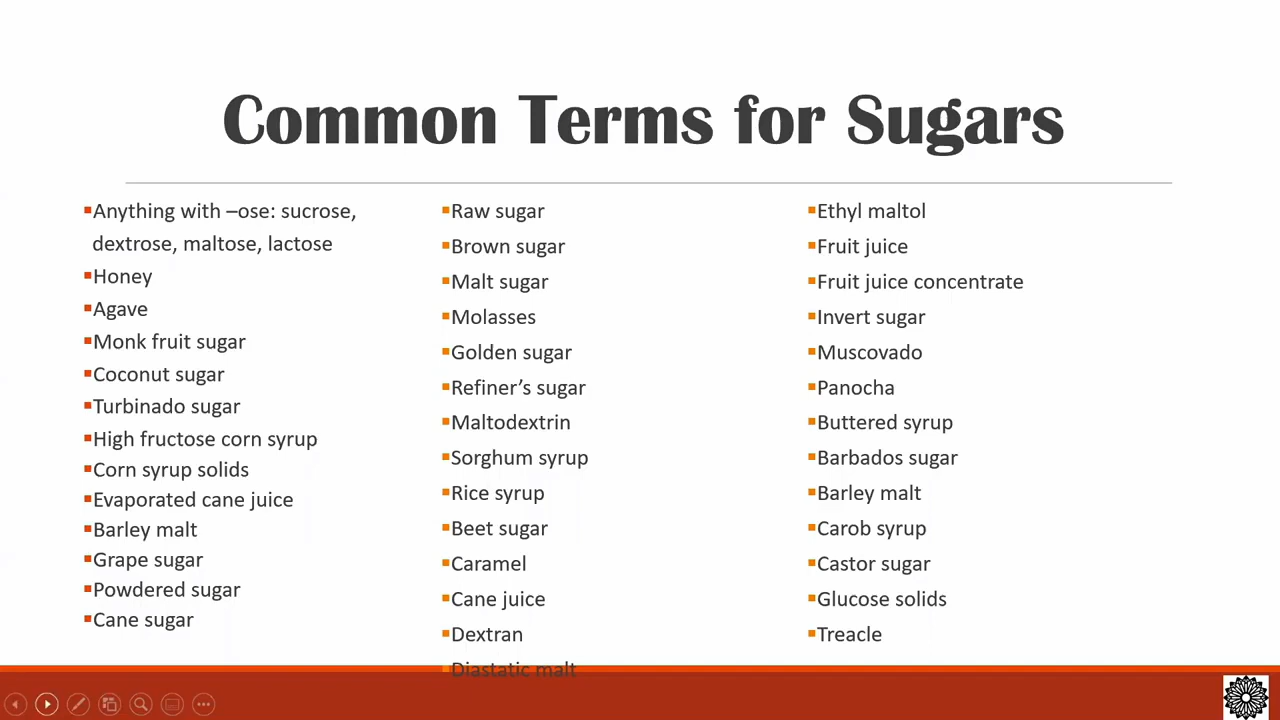 Common Terms for Sugars
▪Anything with –ose: sucrose,
dextrose, maltose, lactose
▪Honey
▪Agave
▪Monk fruit sugar
▪Coconut sugar
▪Turbinado sugar
▪High fructose corn syrup
▪Corn syrup solids
▪Evaporated cane juice
▪Barley malt
▪Grape sugar
▪Powdered sugar
▪Cane sugar
▪Raw sugar
▪Brown sugar
▪Malt sugar
▪Molasses
▪Golden sugar
▪Refiner’s sugar
▪Maltodextrin
▪Sorghum syrup
▪Rice syrup
▪Beet sugar
▪Caramel
▪Cane juice
▪Dextran
▪Diastatic malt
▪Ethyl maltol
▪Fruit juice
▪Fruit juice concentrate
▪Invert sugar
▪Muscovado
▪Panocha
▪Buttered syrup
▪Barbados sugar
▪Barley malt
▪Carob syrup
▪Castor sugar
▪Glucose solids
▪Treacle